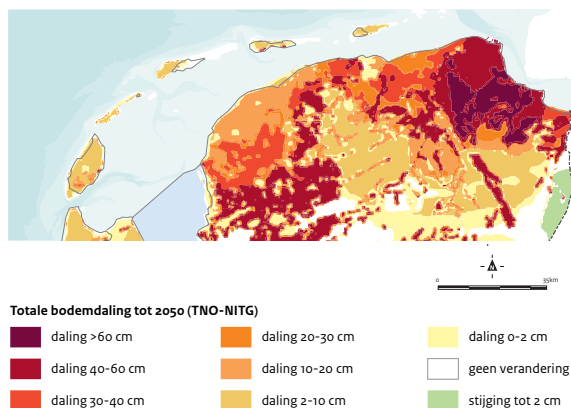 0 35km
Totale bodemdaling tot 2050 (TNO-NITG)
daling >60 cm
daling 40-60 cm
daling 30-40 cm
daling 20-30 cm
daling 10-20 cm
daling 2-10 cm
daling 0-2 cm
geen verandering
stijging tot 2 cm